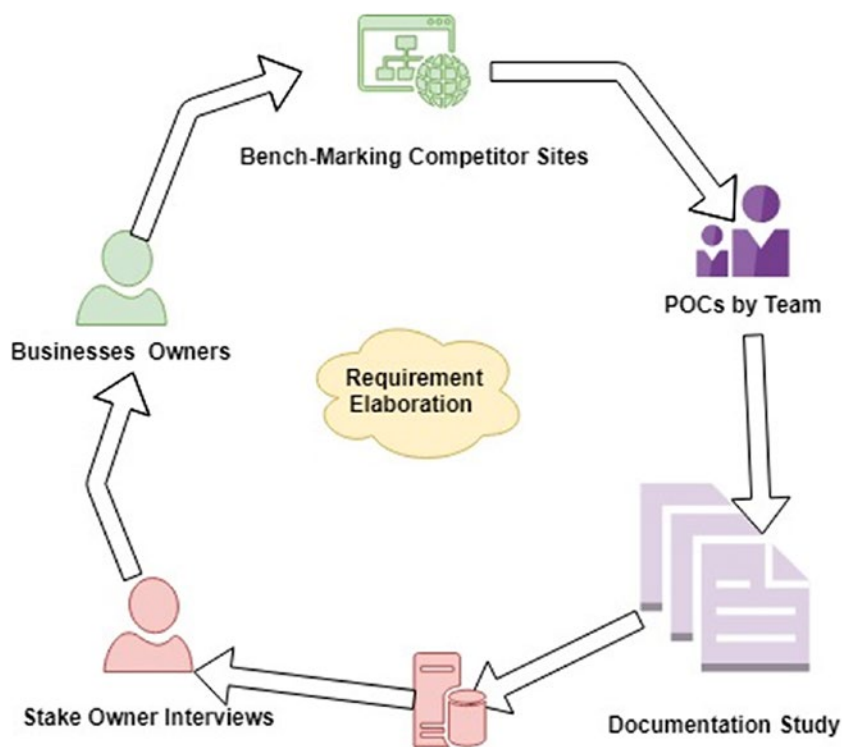 Bench-Marking Competitor Sites
POCs by Team
Businesses Owners
Requirement
Elaboration
Stake Owner Interviews
Documentation Study